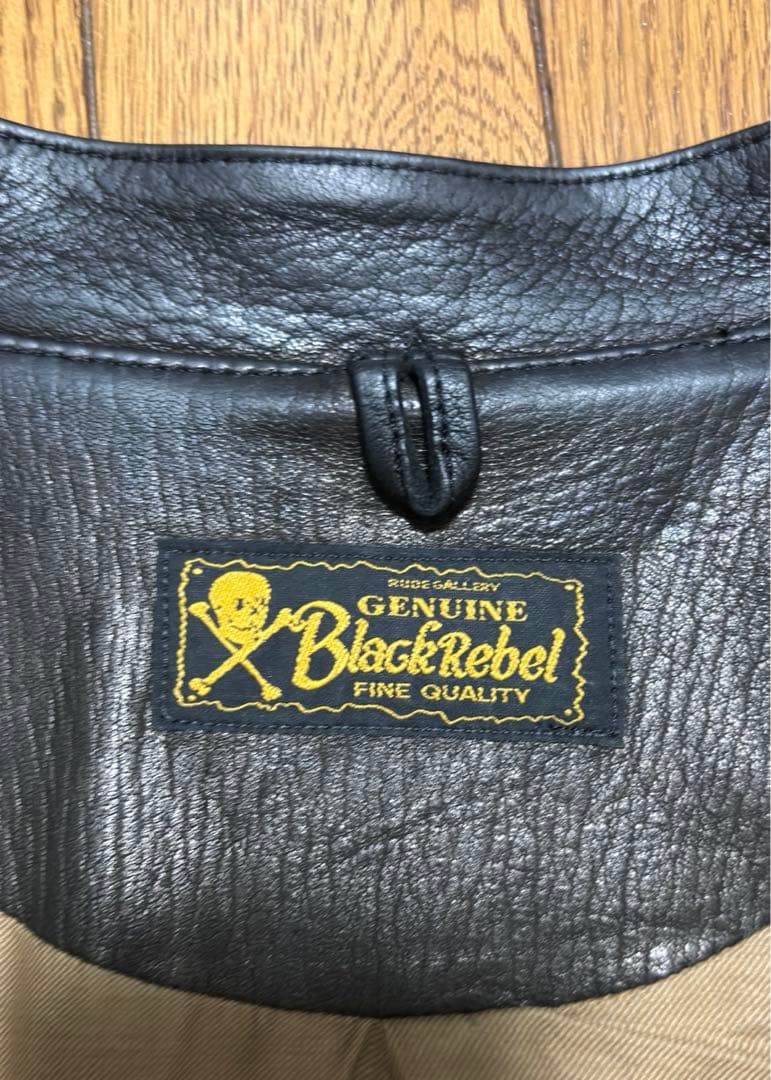 RUDE GALLERY
GENUINE
BlackRebel
FINE QUALITY